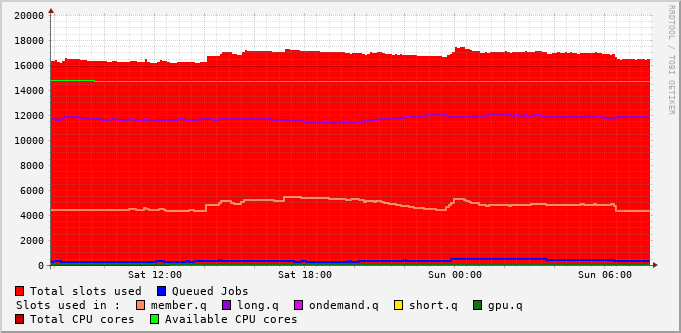 20000
18000
16000
14000
12000
10000
8000
6000
4000
2000
0
Sat 12:00 Sat 18:00 Sun 00:00 Sun 06:00
Total slots used Queued Jobs
Slots used in : member.q long.q ondemand.q short.q gpu.q
Total CPU cores Available CPU cores
RRDTOOL / TOBI OETIKER